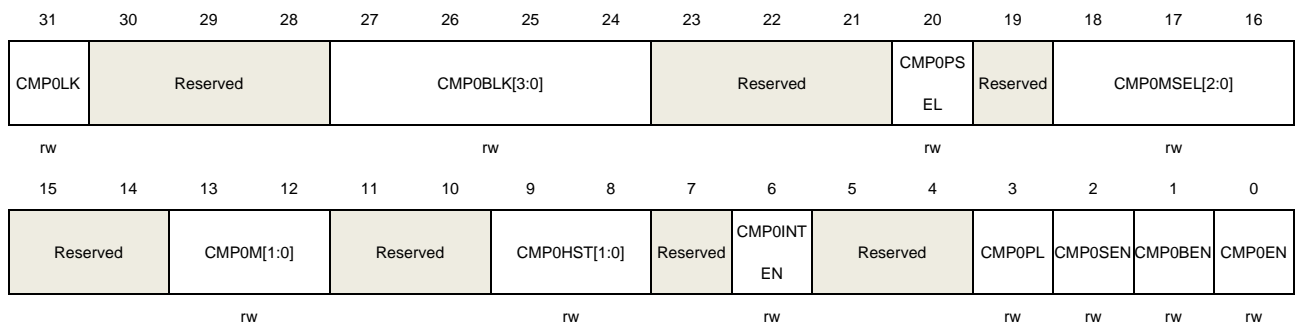 31 30 29 28 27 26 25 24 23 22 21 20 19 18 17 16
CMP0LK Reserved CMP0BLK[3:0] Reserved CMP0PS
EL Reserved CMP0MSEL[2:0]
rw rw rw rw
15 14 13 12 11 10 9 8 7 6 5 4 3 2 1 0
Reserved CMP0M[1:0] Reserved CMP0HST[1:0] Reserved CMP0INT
EN Reserved CMP0PL CMP0SEN CMP0BEN CMP0EN
rw rw rw rw rw rw rw